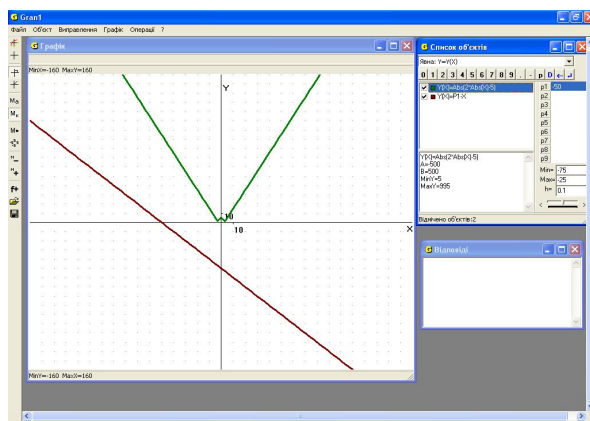 Gran1
Файл Об'єкт Виправлення Графік Операції ?
Графік
MinX=-160 MaxY=160
Y
10
10
X
MinY=-160 MaxX=160
Список об'єктів
Явна: Y=Y(X)
0 1 2 3 4 5 6 7 8 9 . - p D
Y(X)=Abs(2*Abs(X)-5)
Y(X)=P1-X
p1 -50
p2
p3
p4
p5
p6
p7
p8
p9
Y(X)=Abs(2*Abs(X)-5)
A=-500
B=500
MinY=5
MaxY=995
Min= -75
Max= -25
h= 0.1
Відмічено об'єктів:2
Відповіді